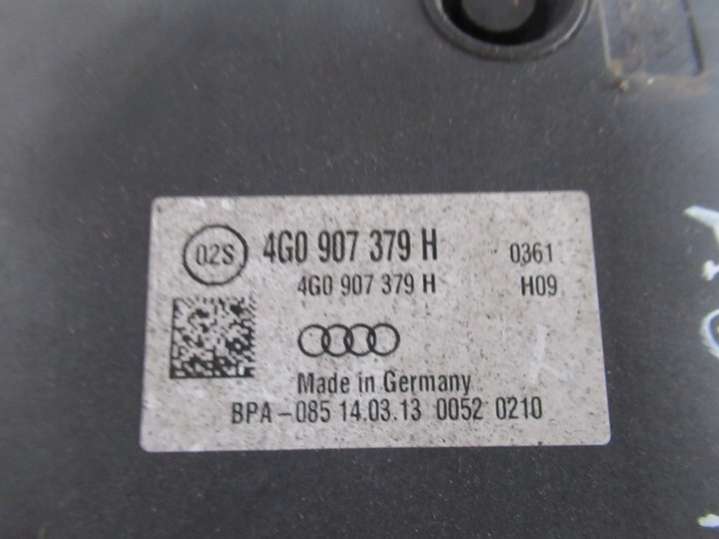 02S 4G0 907 379 H 0361
4G0 907 379 H H09
Made in Germany
BPA-085 14.03.13 0052 0210